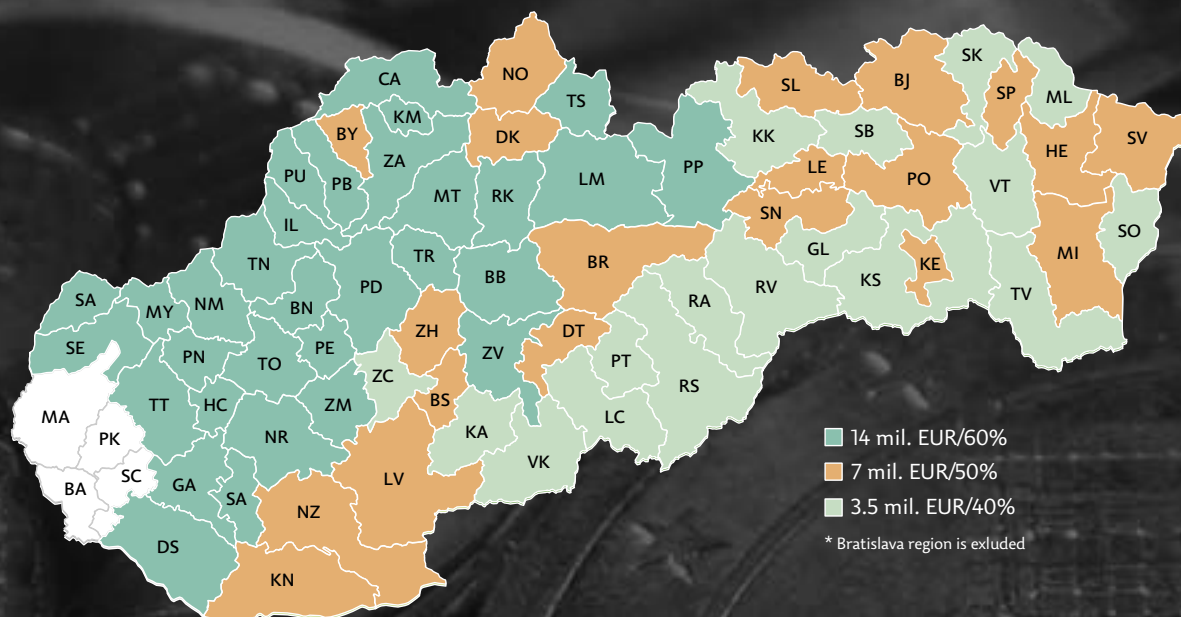 CA
NO
TS
KM
BY
DK
ZA
PU
PB
MT
RK
LM
PP
IL
TN
TR
BB
PD
BR
SA
MY
NM
BN
ZH
DT
SE
PN
TO
PE
ZV
ZC
MA
TT
HC
ZM
BS
PK
NR
KA
SC
BA
GA
SA
LV
VK
NZ
DS
KN
SL
BJ
SK
SP
ML
KK
SB
HE
SV
LE
PO
VT
SN
SO
GL
KE
MI
RV
KS
TV
RA
PT
RS
LC
14 mil. EUR/60%
7 mil. EUR/50%
3.5 mil. EUR/40%
* Bratislava region is exluded